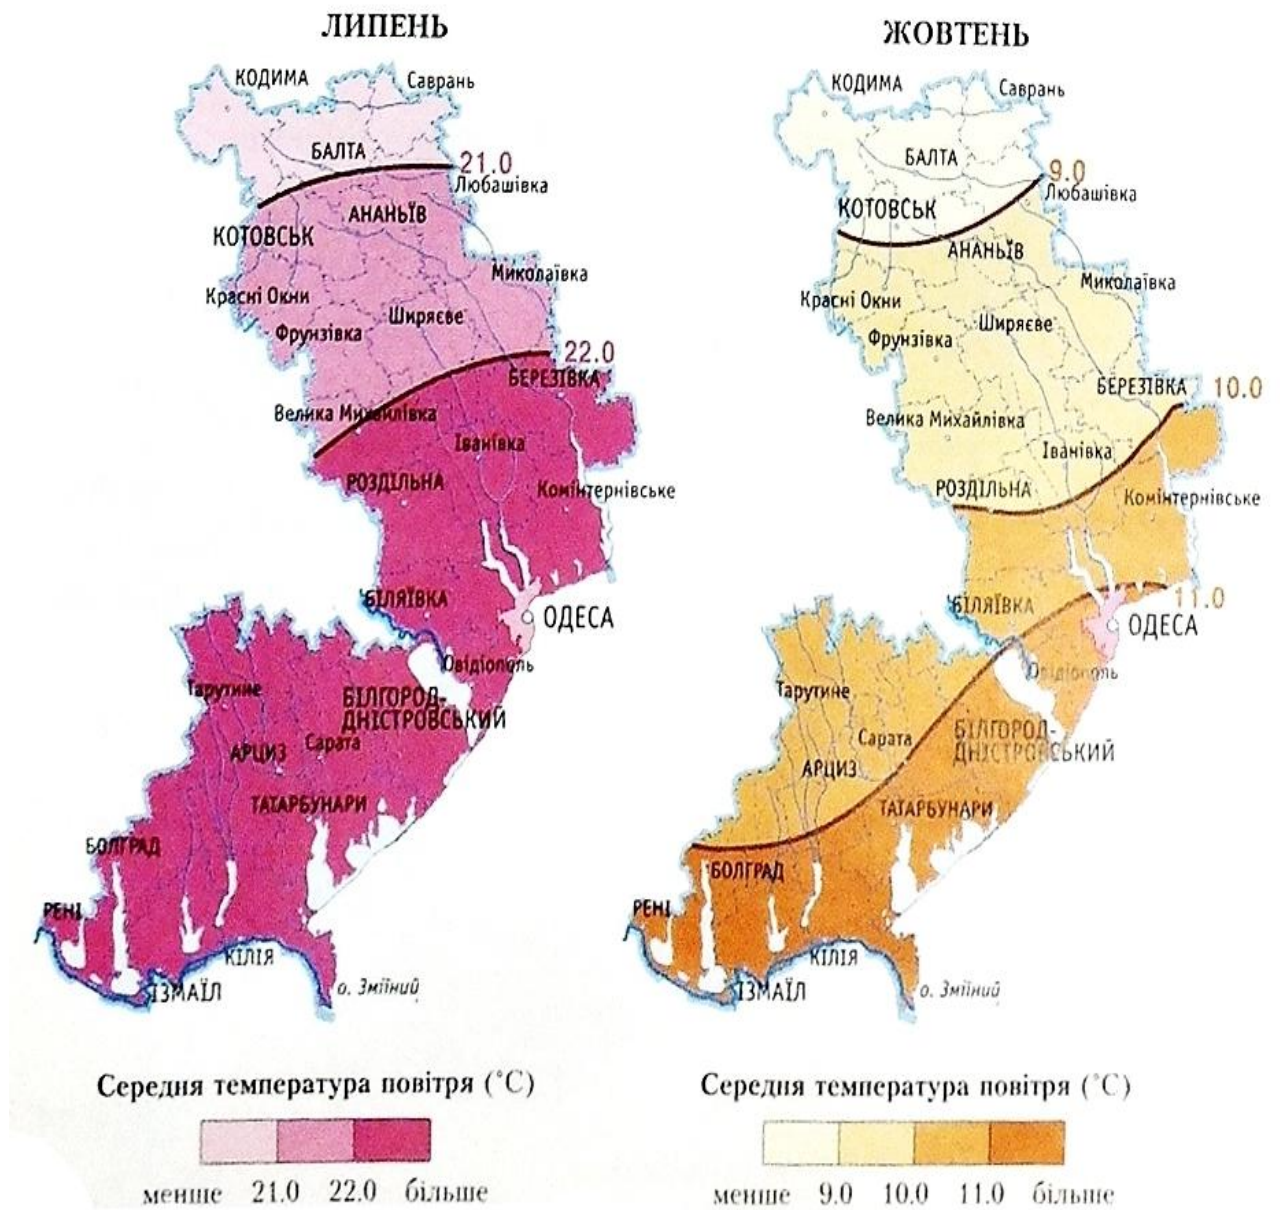 ЛИПЕНЬ
КОДИМА
Саврань
БАЛТА
21.0
Любашівка
АНАНЬЇВ
КОТОВСЬК
Миколаївка
Красні Окни
Ширяєве
Фрунзівка
22.0
БЕРЕЗІВКА
Велика Михайлівка
Іванівка
РОЗДІЛЬНА
Комінтернівське
БІЛЯЇВКА
ОДЕСА
Овідіополь
Тарутине
БІЛГОРОД-
ДНІСТРОВСЬКИЙ
Сарата
АРЦИЗ
ТАТАРБУНАРИ
БОЛГРАД
РЕНІ
КІЛІЯ
ІЗМАЇЛ
о. Зміїний
Середня температура повітря (°С)
менше 21.0 22.0 більше
ЖОВТЕНЬ
КОДИМА
Саврань
БАЛТА
9.0
Любашівка
КОТОВСЬК
АНАНЬЇВ
Миколаївка
Красні Окни
Ширяєве
Фрунзівка
БЕРЕЗІВКА
10.0
Велика Михайлівка
Іванівка
РОЗДІЛЬНА
Комінтернівське
11.0
БІЛЯЇВКА
ОДЕСА
Овідіополь
Тарутине
БІЛГОРОД-
ДНІСТРОВСЬКИЙ
Сарата
АРЦИЗ
ТАТАРБУНАРИ
БОЛГРАД
РЕНІ
КІЛІЯ
ІЗМАЇЛ
о. Зміїний
Середня температура повітря (°С)
менше 9.0 10.0 11.0 більше